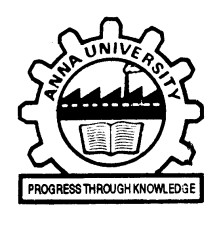 ANNA UNIVERSITY
PROGRESS THROUGH KNOWLEDGE